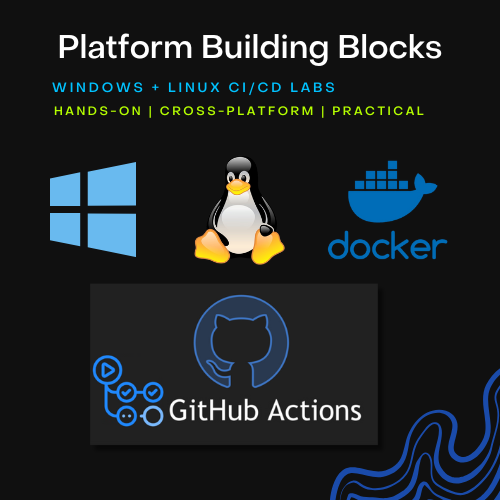 Platform Building Blocks
WINDOWS + LINUX CI/CD LABS
HANDS-ON | CROSS-PLATFORM | PRACTICAL
docker
GitHub Actions